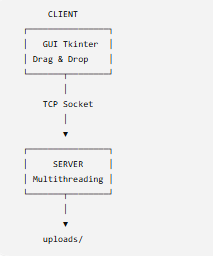 CLIENT
GUI Tkinter
Drag & Drop
TCP Socket
SERVER
Multithreading
uploads/